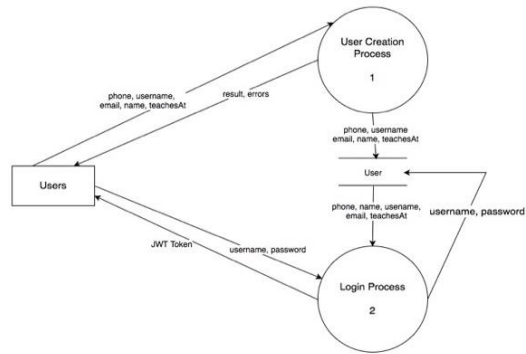 User Creation
Process
1
phone, username,
email, name, teachesAt
result, errors
phone, username
email, name, teachesAt
User
Users
phone, name, usename,
email, teachesAt
username, password
JWT Token
username, password
Login Process
2